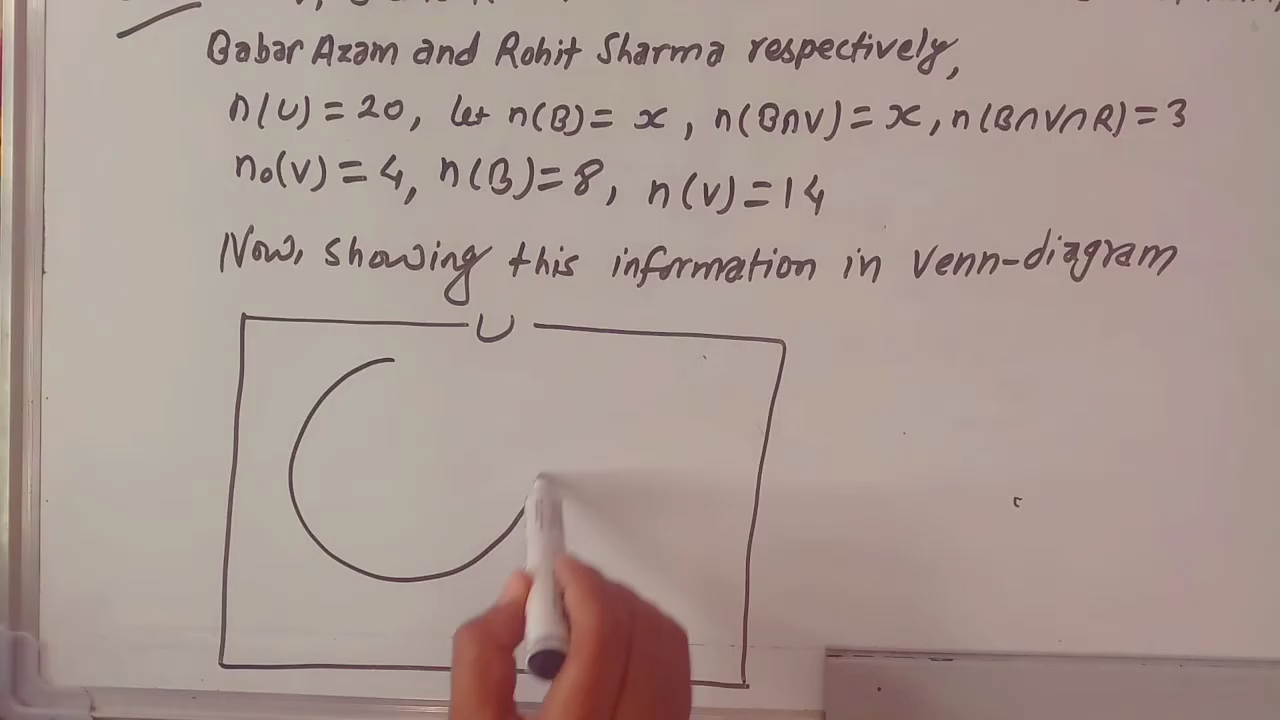 Babar Azam and Rohit Sharma respectively,
n(U) = 20, let n(B) = x, n(B∩V) = x, n(B∩V∩R) = 3
n₀(V) = 4, n(B) = 8, n(V) = 14
Now, showing this information in Venn-diagram
U